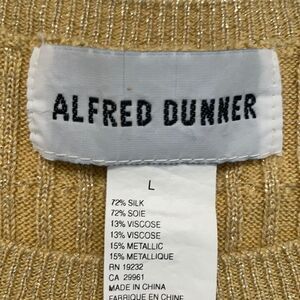 ALFRED DUNNER
L
72% SILK
72% SOIE
13% VISCOSE
13% VISCOSE
15% METALLIC
15% METALLIQUE
RN 19232
CA 29961
MADE IN CHINA
FABRIQUE EN CHINE